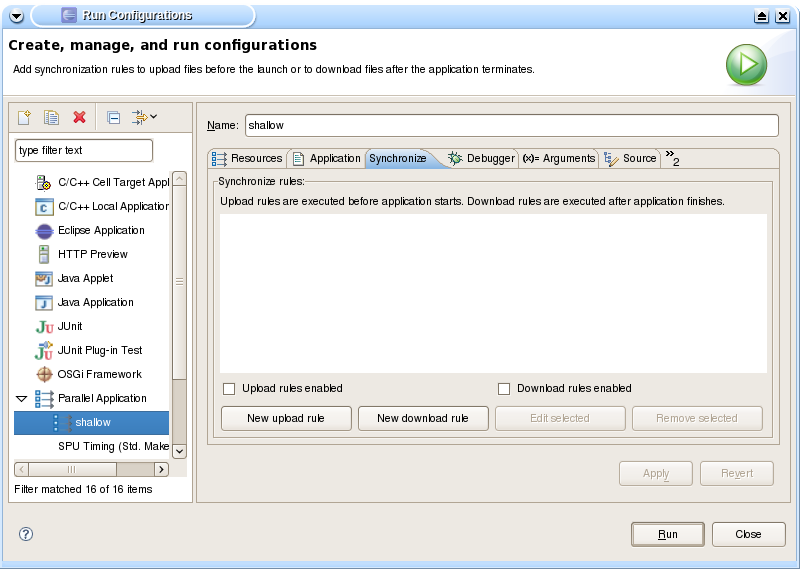 Run Configurations
Create, manage, and run configurations
Add synchronization rules to upload files before the launch or to download files after the application terminates.
type filter text
C/C++ Cell Target Appl
C/C++ Local Application
Eclipse Application
HTTP Preview
Java Applet
Java Application
JUnit
JUnit Plug-in Test
OSGi Framework
Parallel Application
shallow
SPU Timing (Std. Make
Filter matched 16 of 16 items
Name: shallow
Resources Application Synchronize Debugger (x)= Arguments Source »2
Synchronize rules:
Upload rules are executed before application starts. Download rules are executed after application finishes.
Upload rules enabled Download rules enabled
New upload rule New download rule Edit selected Remove selected
Apply Revert
? Run Close